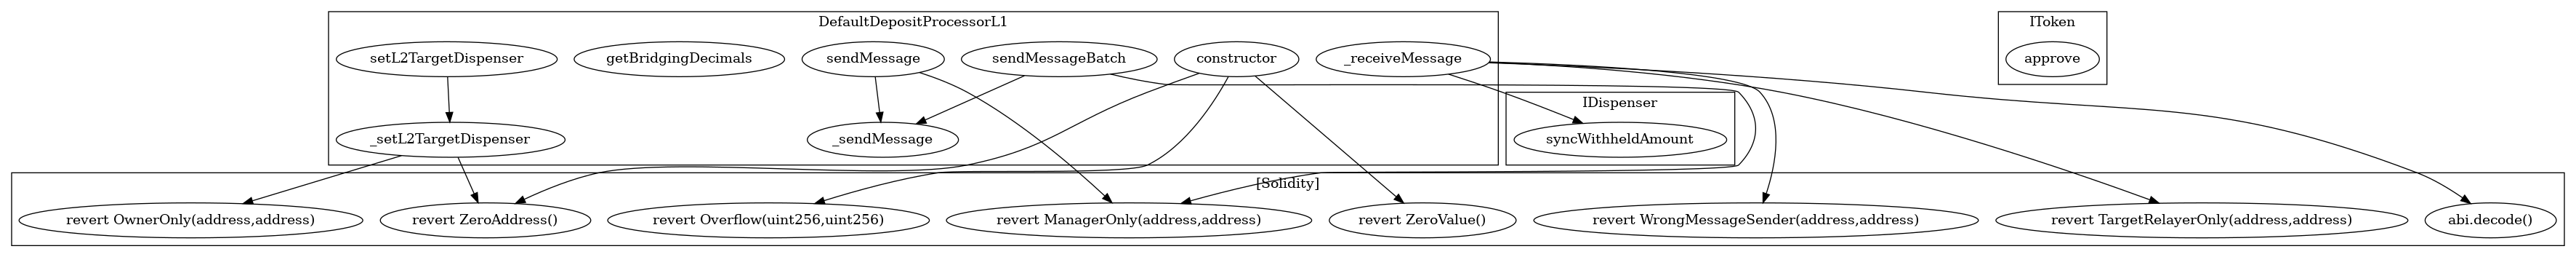 DefaultDepositProcessorL1
IToken
setL2TargetDispenser
getBridgingDecimals
sendMessage
sendMessageBatch
constructor
_receiveMessage
approve
IDispenser
_setL2TargetDispenser
_sendMessage
syncWithheldAmount
[Solidity]
revert OwnerOnly(address,address)
revert ZeroAddress()
revert Overflow(uint256,uint256)
revert ManagerOnly(address,address)
revert ZeroValue()
revert WrongMessageSender(address,address)
revert TargetRelayerOnly(address,address)
abi.decode()